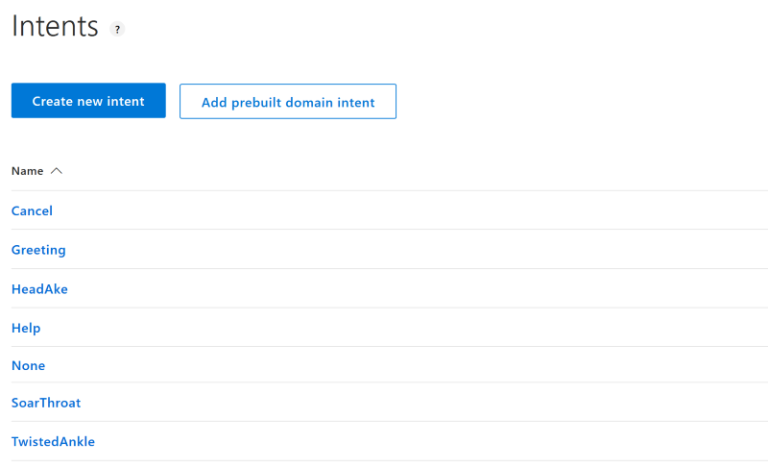 Intents ?
Create new intent
Add prebuilt domain intent
Name
Cancel
Greeting
HeadAke
Help
None
SoarThroat
TwistedAnkle